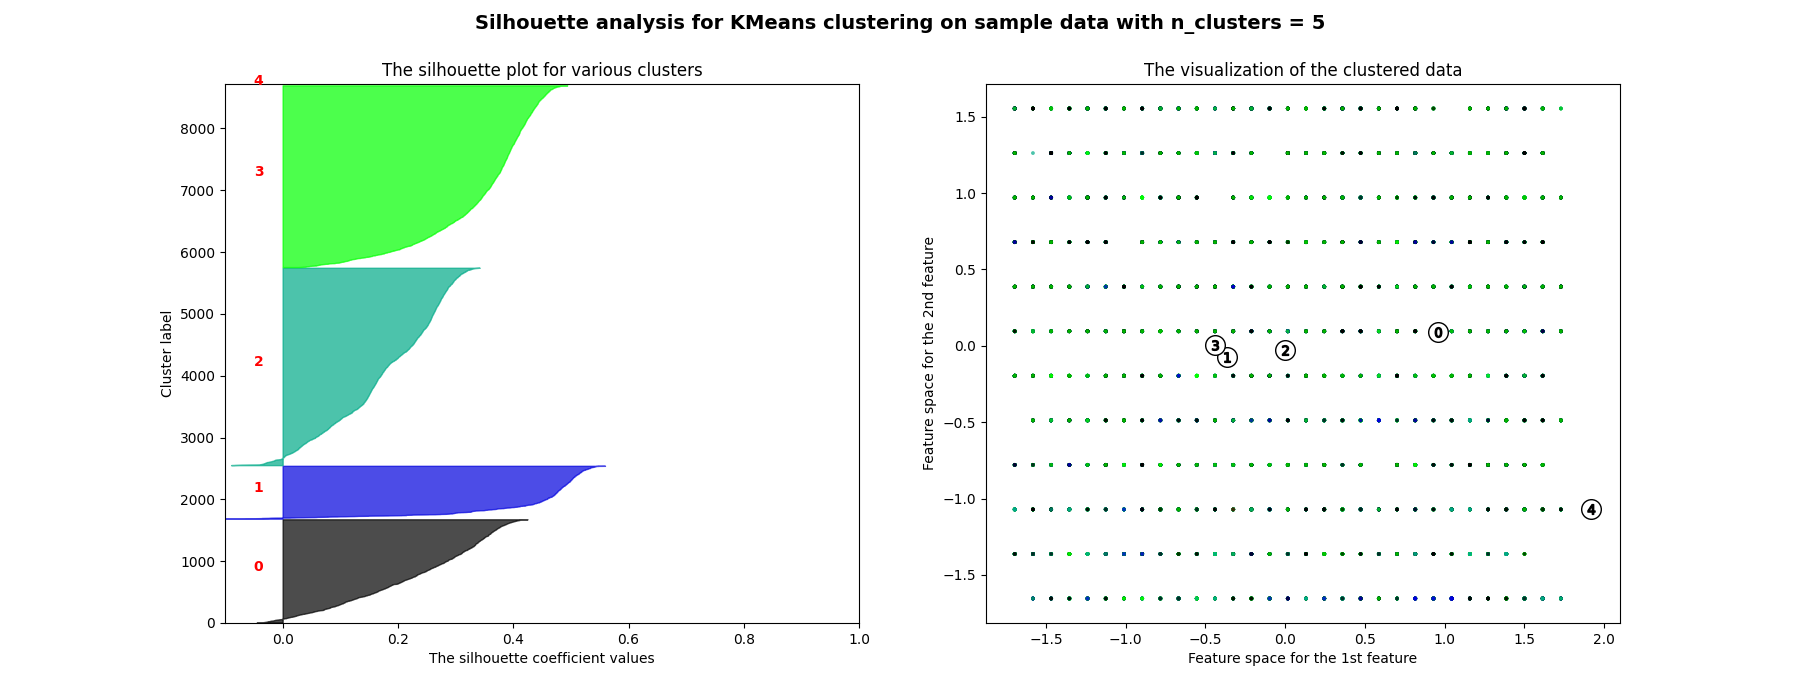 Silhouette analysis for KMeans clustering on sample data with n_clusters = 5
The silhouette plot for various clusters
4
3
2
1
0
8000
7000
6000
5000
4000
3000
2000
1000
0
Cluster label
0.0 0.2 0.4 0.6 0.8 1.0
The silhouette coefficient values
The visualization of the clustered data
1.5
1.0
0.5
0.0
−0.5
−1.0
−1.5
Feature space for the 2nd feature
0
3
1
2
4
−1.5 −1.0 −0.5 0.0 0.5 1.0 1.5 2.0
Feature space for the 1st feature